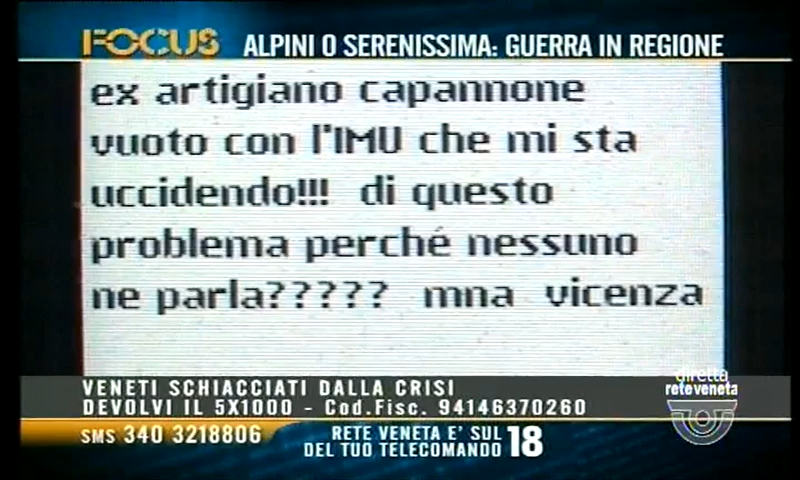 FOCUS ALPINI O SERENISSIMA: GUERRA IN REGIONE
ex artigiano capannone
vuoto con l'IMU che mi sta
uccidendo!!! di questo
problema perché nessuno
ne parla????? mna vicenza
diretta
reteveneta
VENETI SCHIACCIATI DALLA CRISI
DEVOLVI IL 5X1000 - Cod.Fisc. 94146370260
SMS 340 3218806
RETE VENETA E' SUL
DEL TUO TELECOMANDO 18